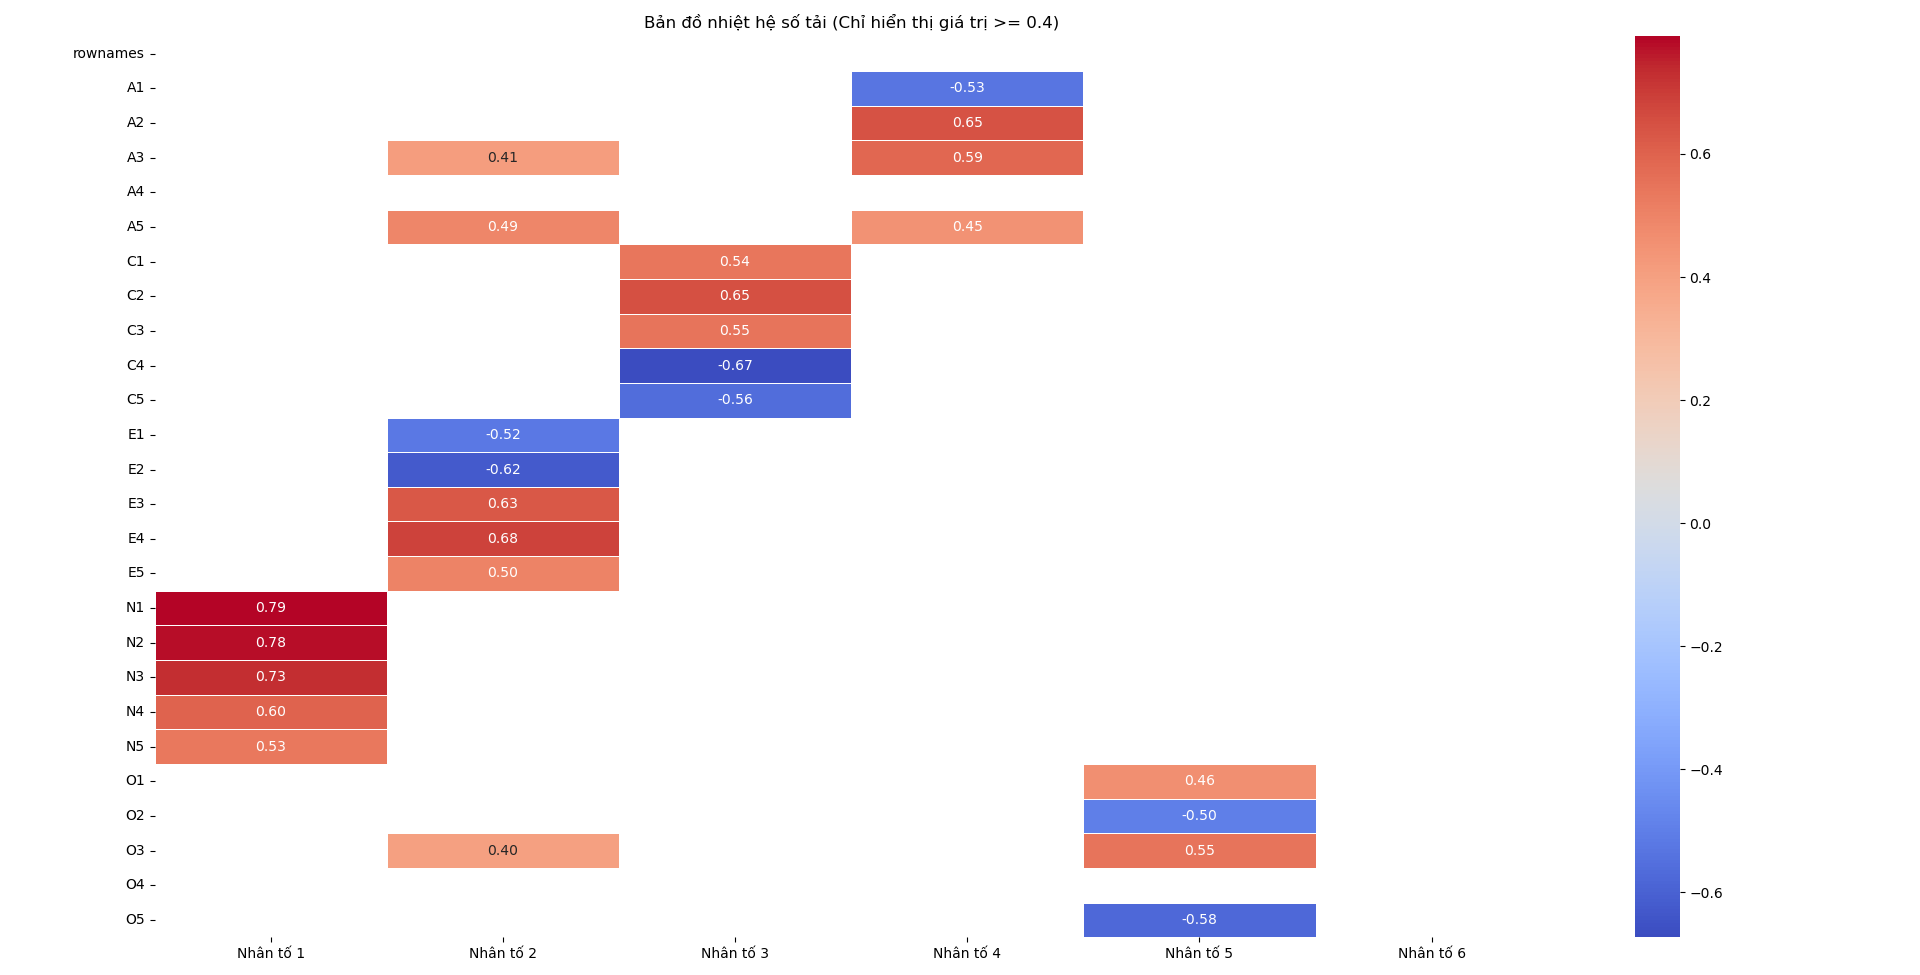 Bản đồ nhiệt hệ số tải (Chỉ hiển thị giá trị >= 0.4)
rownames
A1 -0.53
A2 0.65
A3 0.41 0.59
A4
A5 0.49 0.45
C1 0.54
C2 0.65
C3 0.55
C4 -0.67
C5 -0.56
E1 -0.52
E2 -0.62
E3 0.63
E4 0.68
E5 0.50
N1 0.79
N2 0.78
N3 0.73
N4 0.60
N5 0.53
O1 0.46
O2 -0.50
O3 0.40 0.55
O4
O5 -0.58
Nhân tố 1 Nhân tố 2 Nhân tố 3 Nhân tố 4 Nhân tố 5 Nhân tố 6
0.6
0.4
0.2
0.0
−0.2
−0.4
−0.6